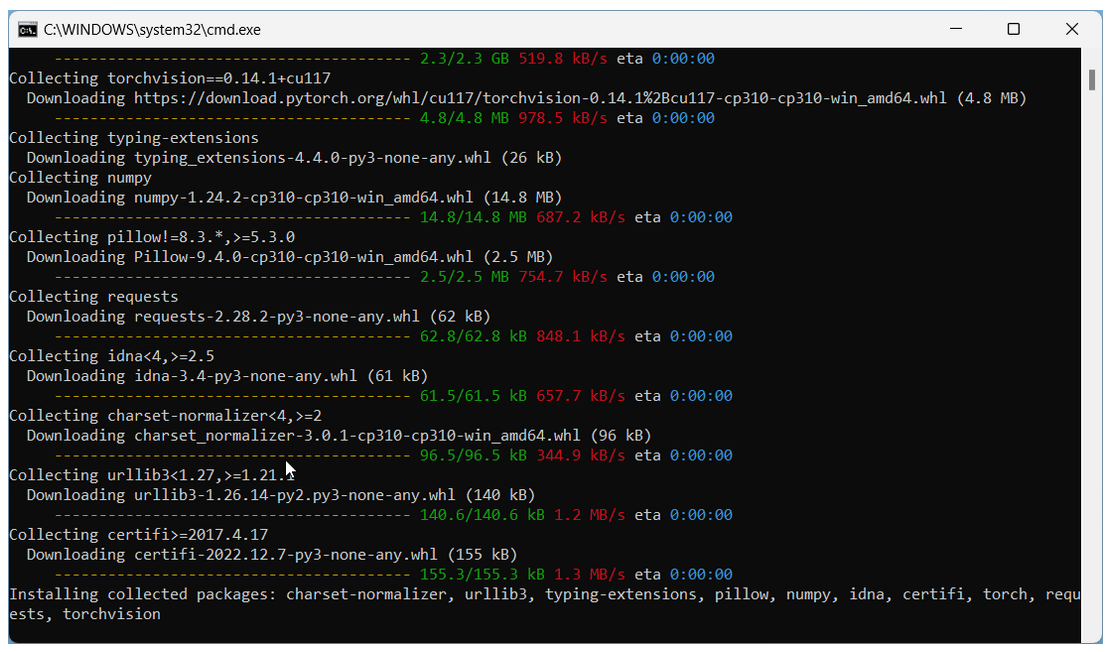 C:\WINDOWS\system32\cmd.exe
---------------------------------------- 2.3/2.3 GB 519.8 kB/s eta 0:00:00
Collecting torchvision==0.14.1+cu117
  Downloading https://download.pytorch.org/whl/cu117/torchvision-0.14.1%2Bcu117-cp310-cp310-win_amd64.whl (4.8 MB)
     ---------------------------------------- 4.8/4.8 MB 978.5 kB/s eta 0:00:00
Collecting typing-extensions
  Downloading typing_extensions-4.4.0-py3-none-any.whl (26 kB)
Collecting numpy
  Downloading numpy-1.24.2-cp310-cp310-win_amd64.whl (14.8 MB)
     ---------------------------------------- 14.8/14.8 MB 687.2 kB/s eta 0:00:00
Collecting pillow!=8.3.*,>=5.3.0
  Downloading Pillow-9.4.0-cp310-cp310-win_amd64.whl (2.5 MB)
     ---------------------------------------- 2.5/2.5 MB 754.7 kB/s eta 0:00:00
Collecting requests
  Downloading requests-2.28.2-py3-none-any.whl (62 kB)
     ---------------------------------------- 62.8/62.8 kB 848.1 kB/s eta 0:00:00
Collecting idna<4,>=2.5
  Downloading idna-3.4-py3-none-any.whl (61 kB)
     ---------------------------------------- 61.5/61.5 kB 657.7 kB/s eta 0:00:00
Collecting charset-normalizer<4,>=2
  Downloading charset_normalizer-3.0.1-cp310-cp310-win_amd64.whl (96 kB)
     ---------------------------------------- 96.5/96.5 kB 344.9 kB/s eta 0:00:00
Collecting urllib3<1.27,>=1.21.1
  Downloading urllib3-1.26.14-py2.py3-none-any.whl (140 kB)
     ---------------------------------------- 140.6/140.6 kB 1.2 MB/s eta 0:00:00
Collecting certifi>=2017.4.17
  Downloading certifi-2022.12.7-py3-none-any.whl (155 kB)
     ---------------------------------------- 155.3/155.3 kB 1.3 MB/s eta 0:00:00
Installing collected packages: charset-normalizer, urllib3, typing-extensions, pillow, numpy, idna, certifi, torch, requ
ests, torchvision